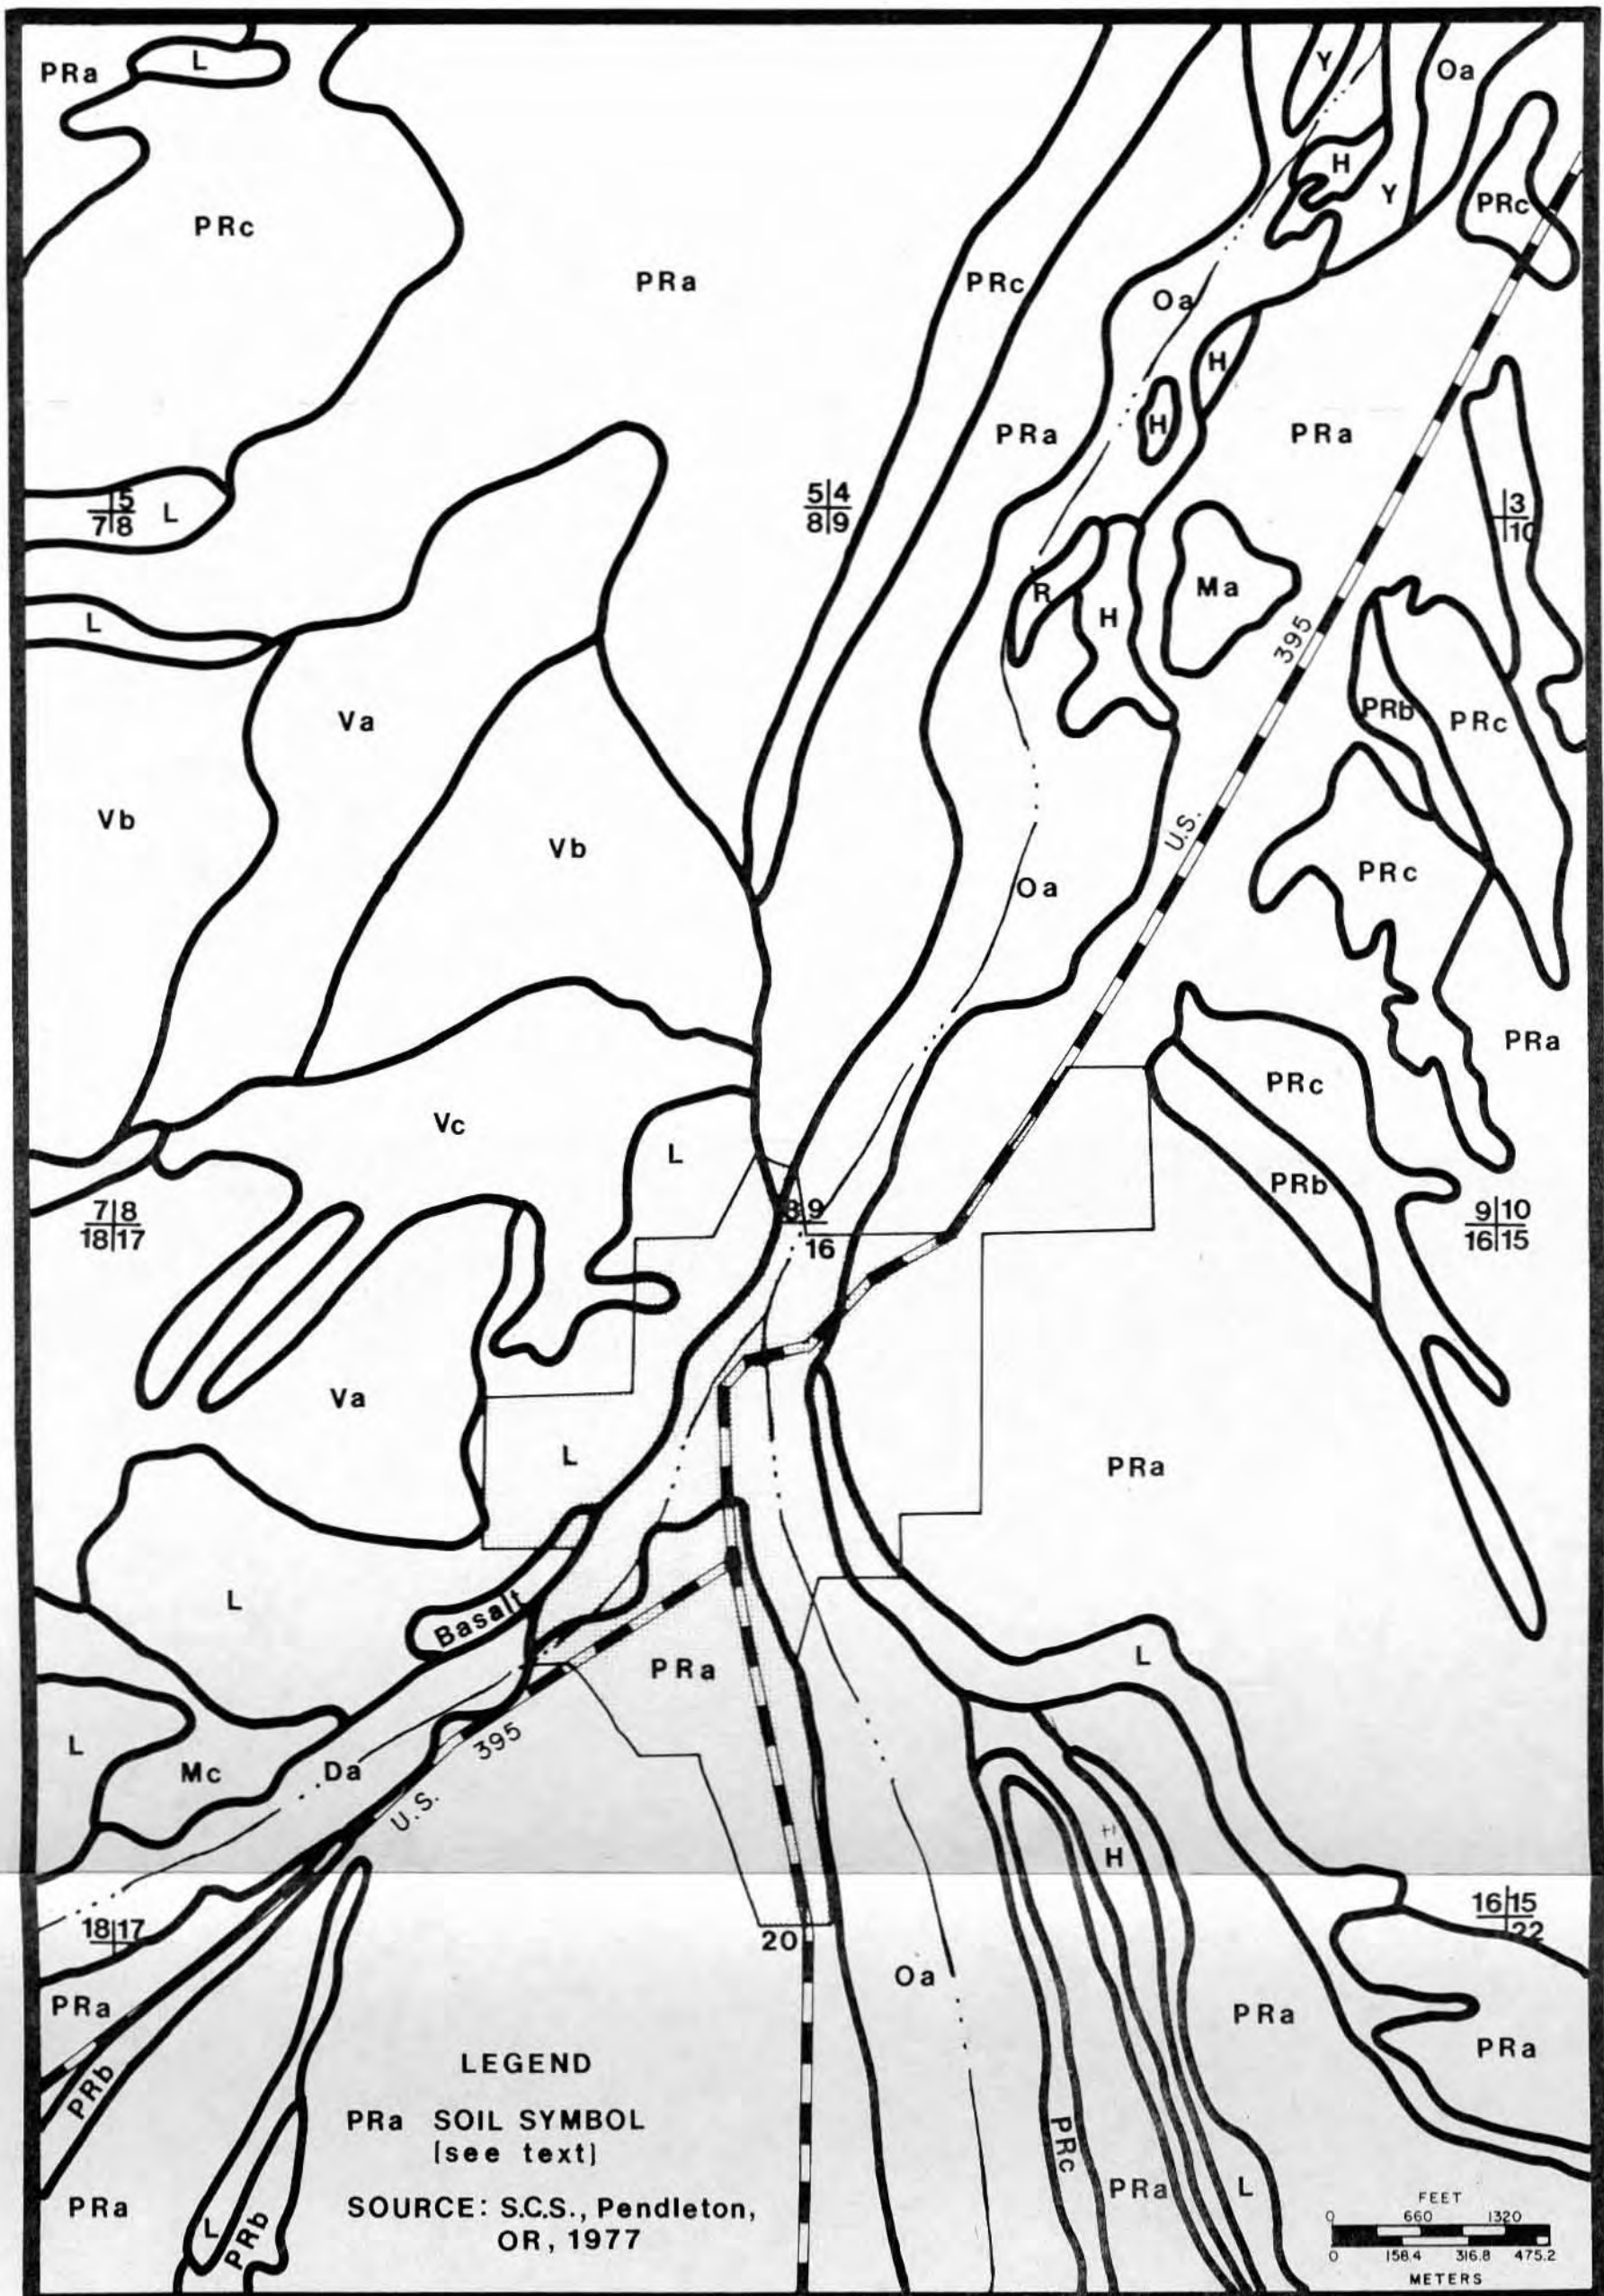 PRa
L
Y
Oa
H
Y
PRc
PRc
PRa
PRc
Oa
H
H
PRa
PRa
5
7|8
L
5|4
8|9
3
10
R
H
Ma
L
395
Va
PRb
PRc
Vb
Vb
U.S.
PRc
Oa
PRa
PRc
Vc
L
PRb
7|8
18|17
8 9
16
9|10
16|15
Va
L
PRa
L
Basalt
PRa
L
L
Mc
Da
395
U.S.
H
H
18|17
16|15
22
20
Oa
PRa
PRa
PRa
PRb
LEGEND
PRa SOIL SYMBOL
[see text]
PRc
PRa
L
PRa
L
PRb
SOURCE: S.C.S., Pendleton,
OR, 1977
FEET
0 660 1320
0 158.4 316.8 475.2
METERS